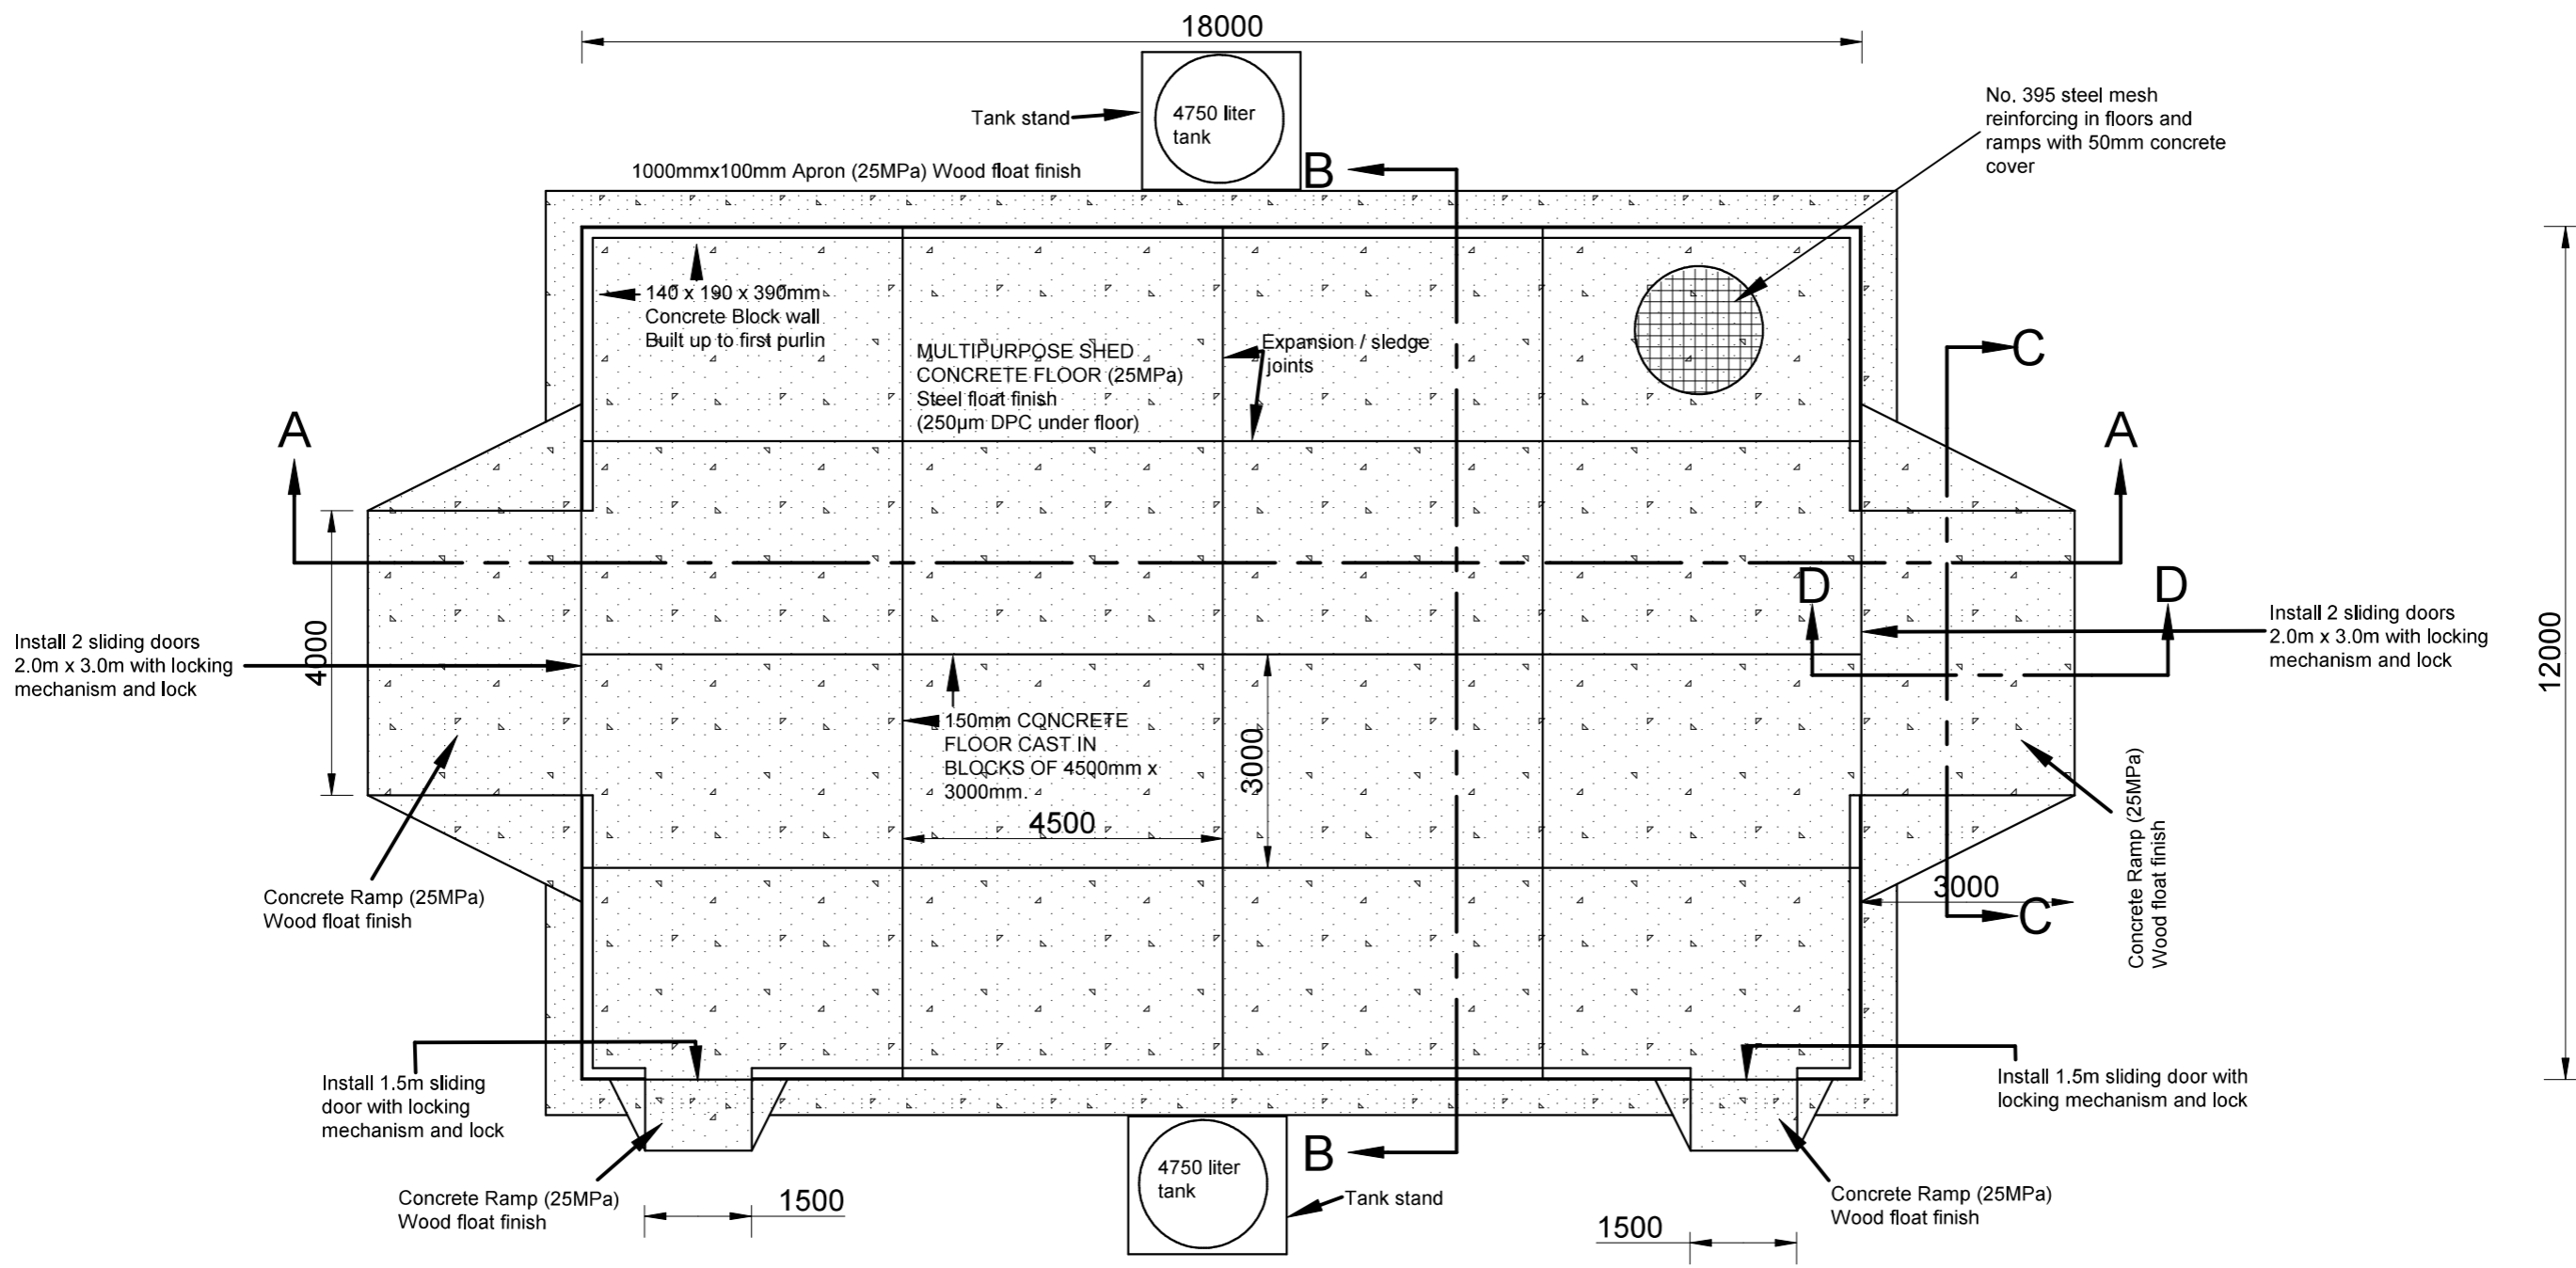 18000
Tank stand
4750 liter
tank
No. 395 steel mesh
reinforcing in floors and
ramps with 50mm concrete
cover
1000mmx100mm Apron (25MPa) Wood float finish
B
140 x 190 x 390mm
Concrete Block wall
Built up to first purlin
MULTIPURPOSE SHED
CONCRETE FLOOR (25MPa)
Steel float finish
(250µm DPC under floor)
Expansion / sledge
joints
C
A
A
D
D
Install 2 sliding doors
2.0m x 3.0m with locking
mechanism and lock
4000
Install 2 sliding doors
2.0m x 3.0m with locking
mechanism and lock
12000
150mm CONCRETE
FLOOR CAST IN
BLOCKS OF 4500mm x
3000mm.
3000
4500
Concrete Ramp (25MPa)
Wood float finish
Concrete Ramp (25MPa)
Wood float finish
3000
C
Install 1.5m sliding
door with locking
mechanism and lock
Install 1.5m sliding door with
locking mechanism and lock
Concrete Ramp (25MPa)
Wood float finish
1500
4750 liter
tank
B
Tank stand
1500
Concrete Ramp (25MPa)
Wood float finish